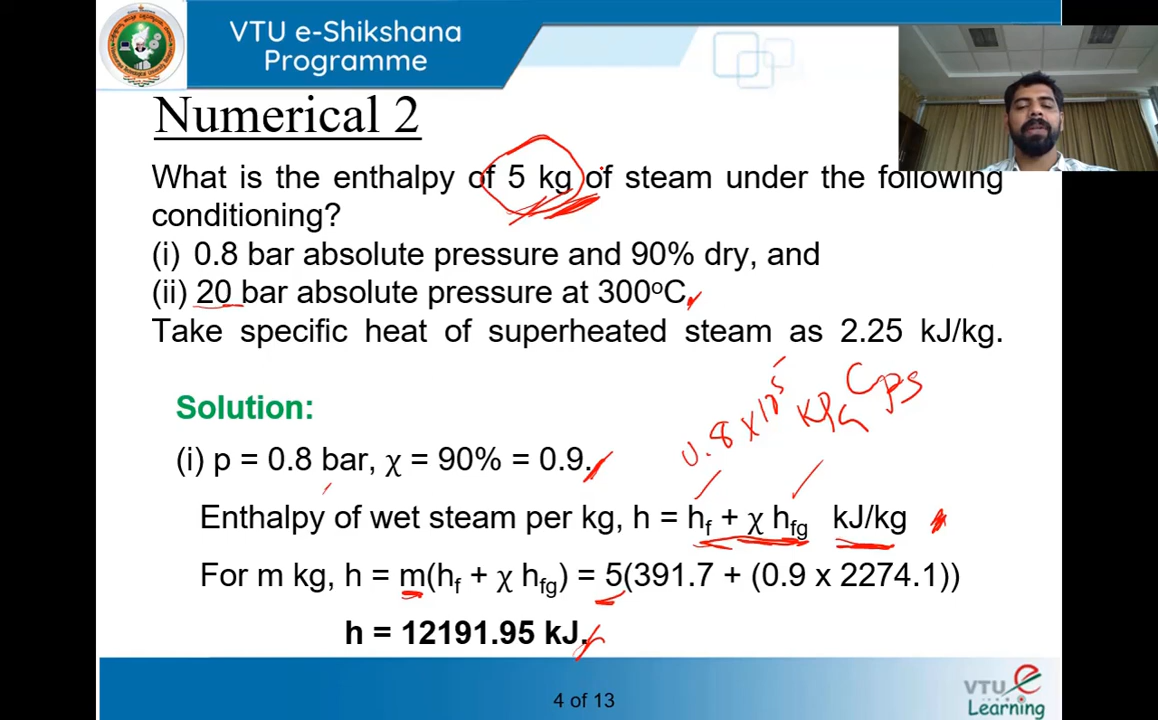 VTU e-Shikshana
Programme
Numerical 2
What is the enthalpy of 5 kg of steam under the following
conditioning?
(i) 0.8 bar absolute pressure and 90% dry, and
(ii) 20 bar absolute pressure at 300°C.
Take specific heat of superheated steam as 2.25 kJ/kg.
Cps
0.8 x 10⁵ KPa
Solution:
(i) p = 0.8 bar, χ = 90% = 0.9.
Enthalpy of wet steam per kg, h = hf + χ hfg kJ/kg
For m kg, h = m(hf + χ hfg) = 5(391.7 + (0.9 x 2274.1))
h = 12191.95 kJ.
4 of 13
VTU e
Learning